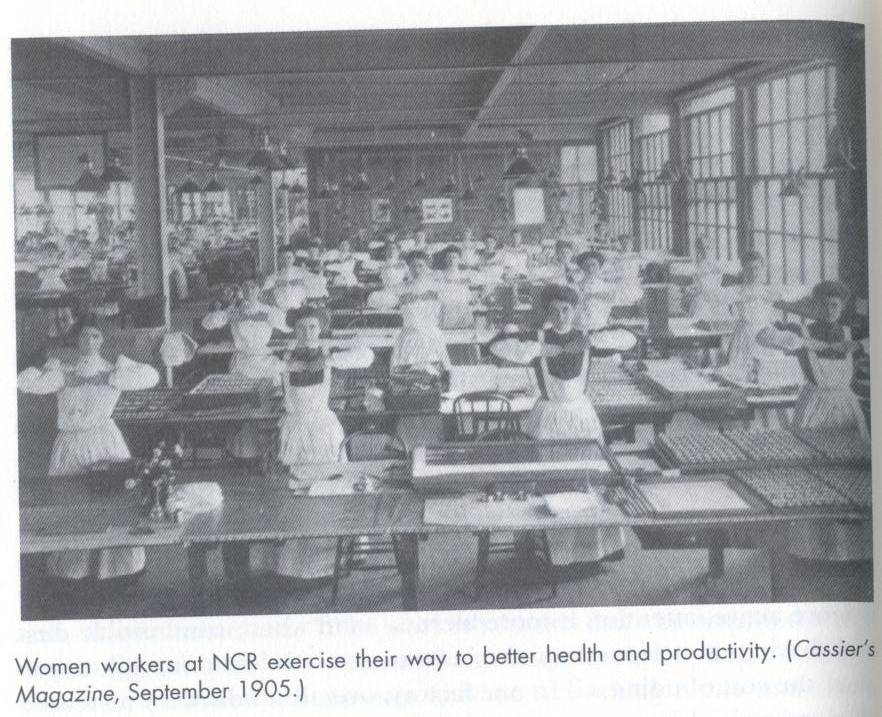 Women workers at NCR exercise their way to better health and productivity. (Cassier's
Magazine, September 1905.)